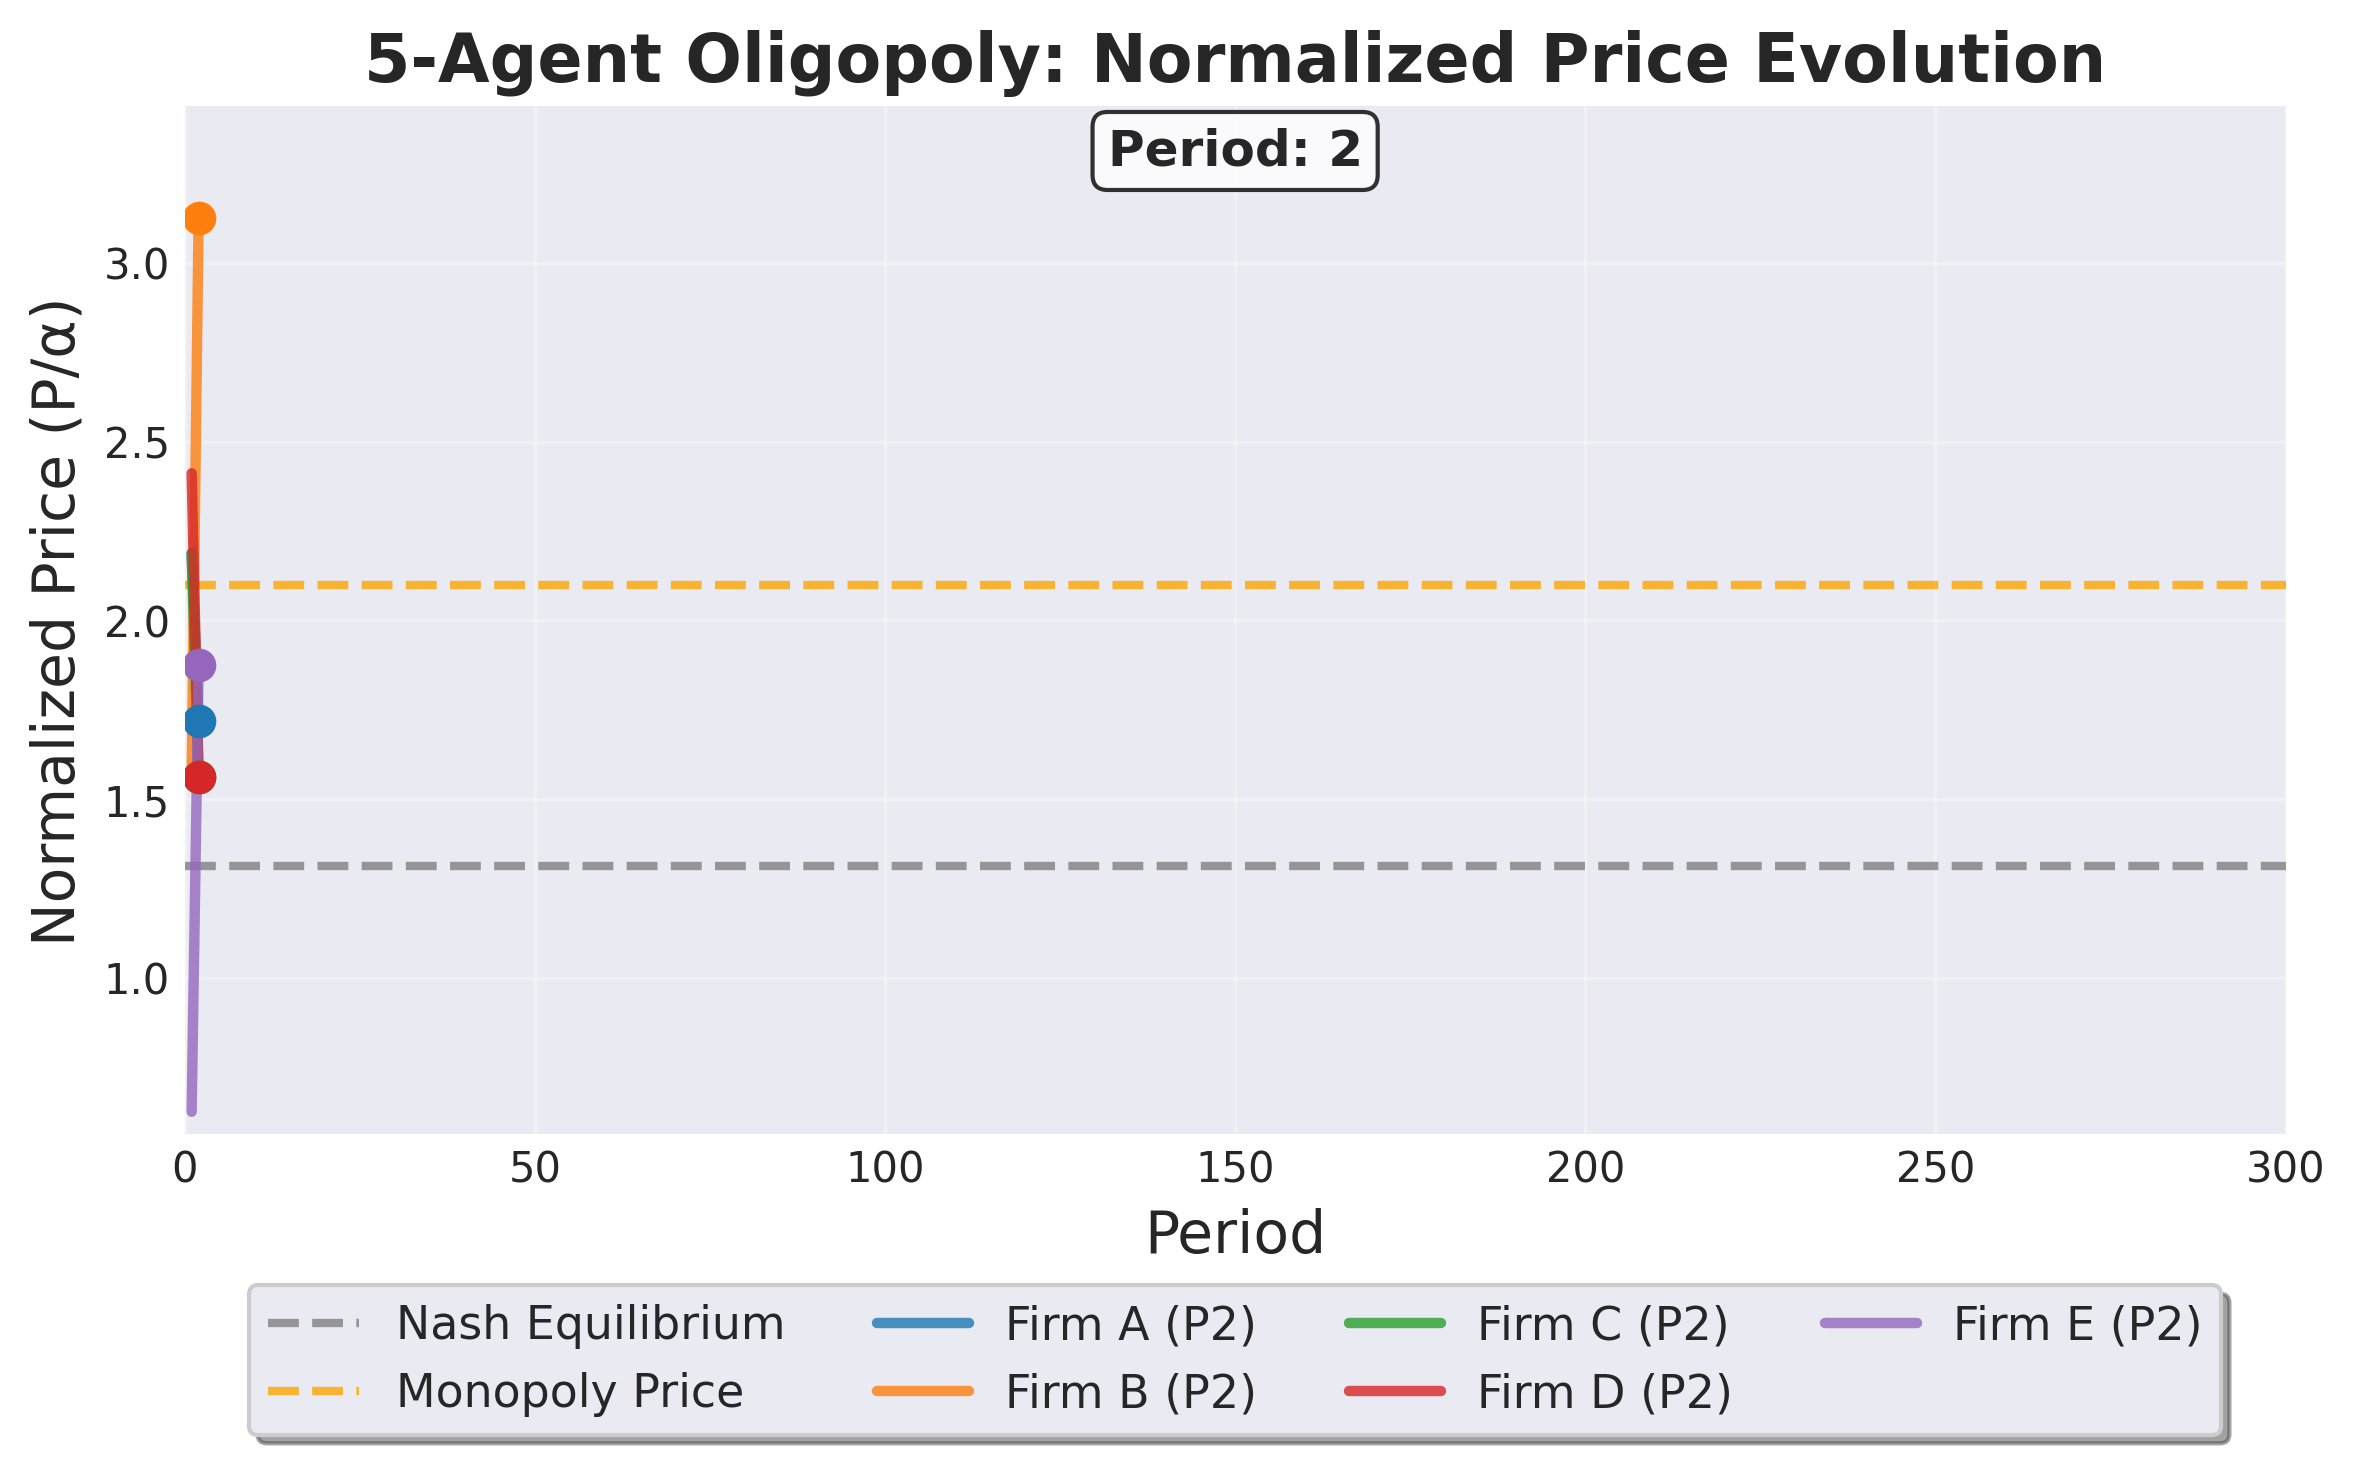 5-Agent Oligopoly: Normalized Price Evolution
Period: 2
Normalized Price (P/α)
3.0
2.5
2.0
1.5
1.0
0 50 100 150 200 250 300
Period
Nash Equilibrium Firm A (P2) Firm C (P2) Firm E (P2)
Monopoly Price Firm B (P2) Firm D (P2)